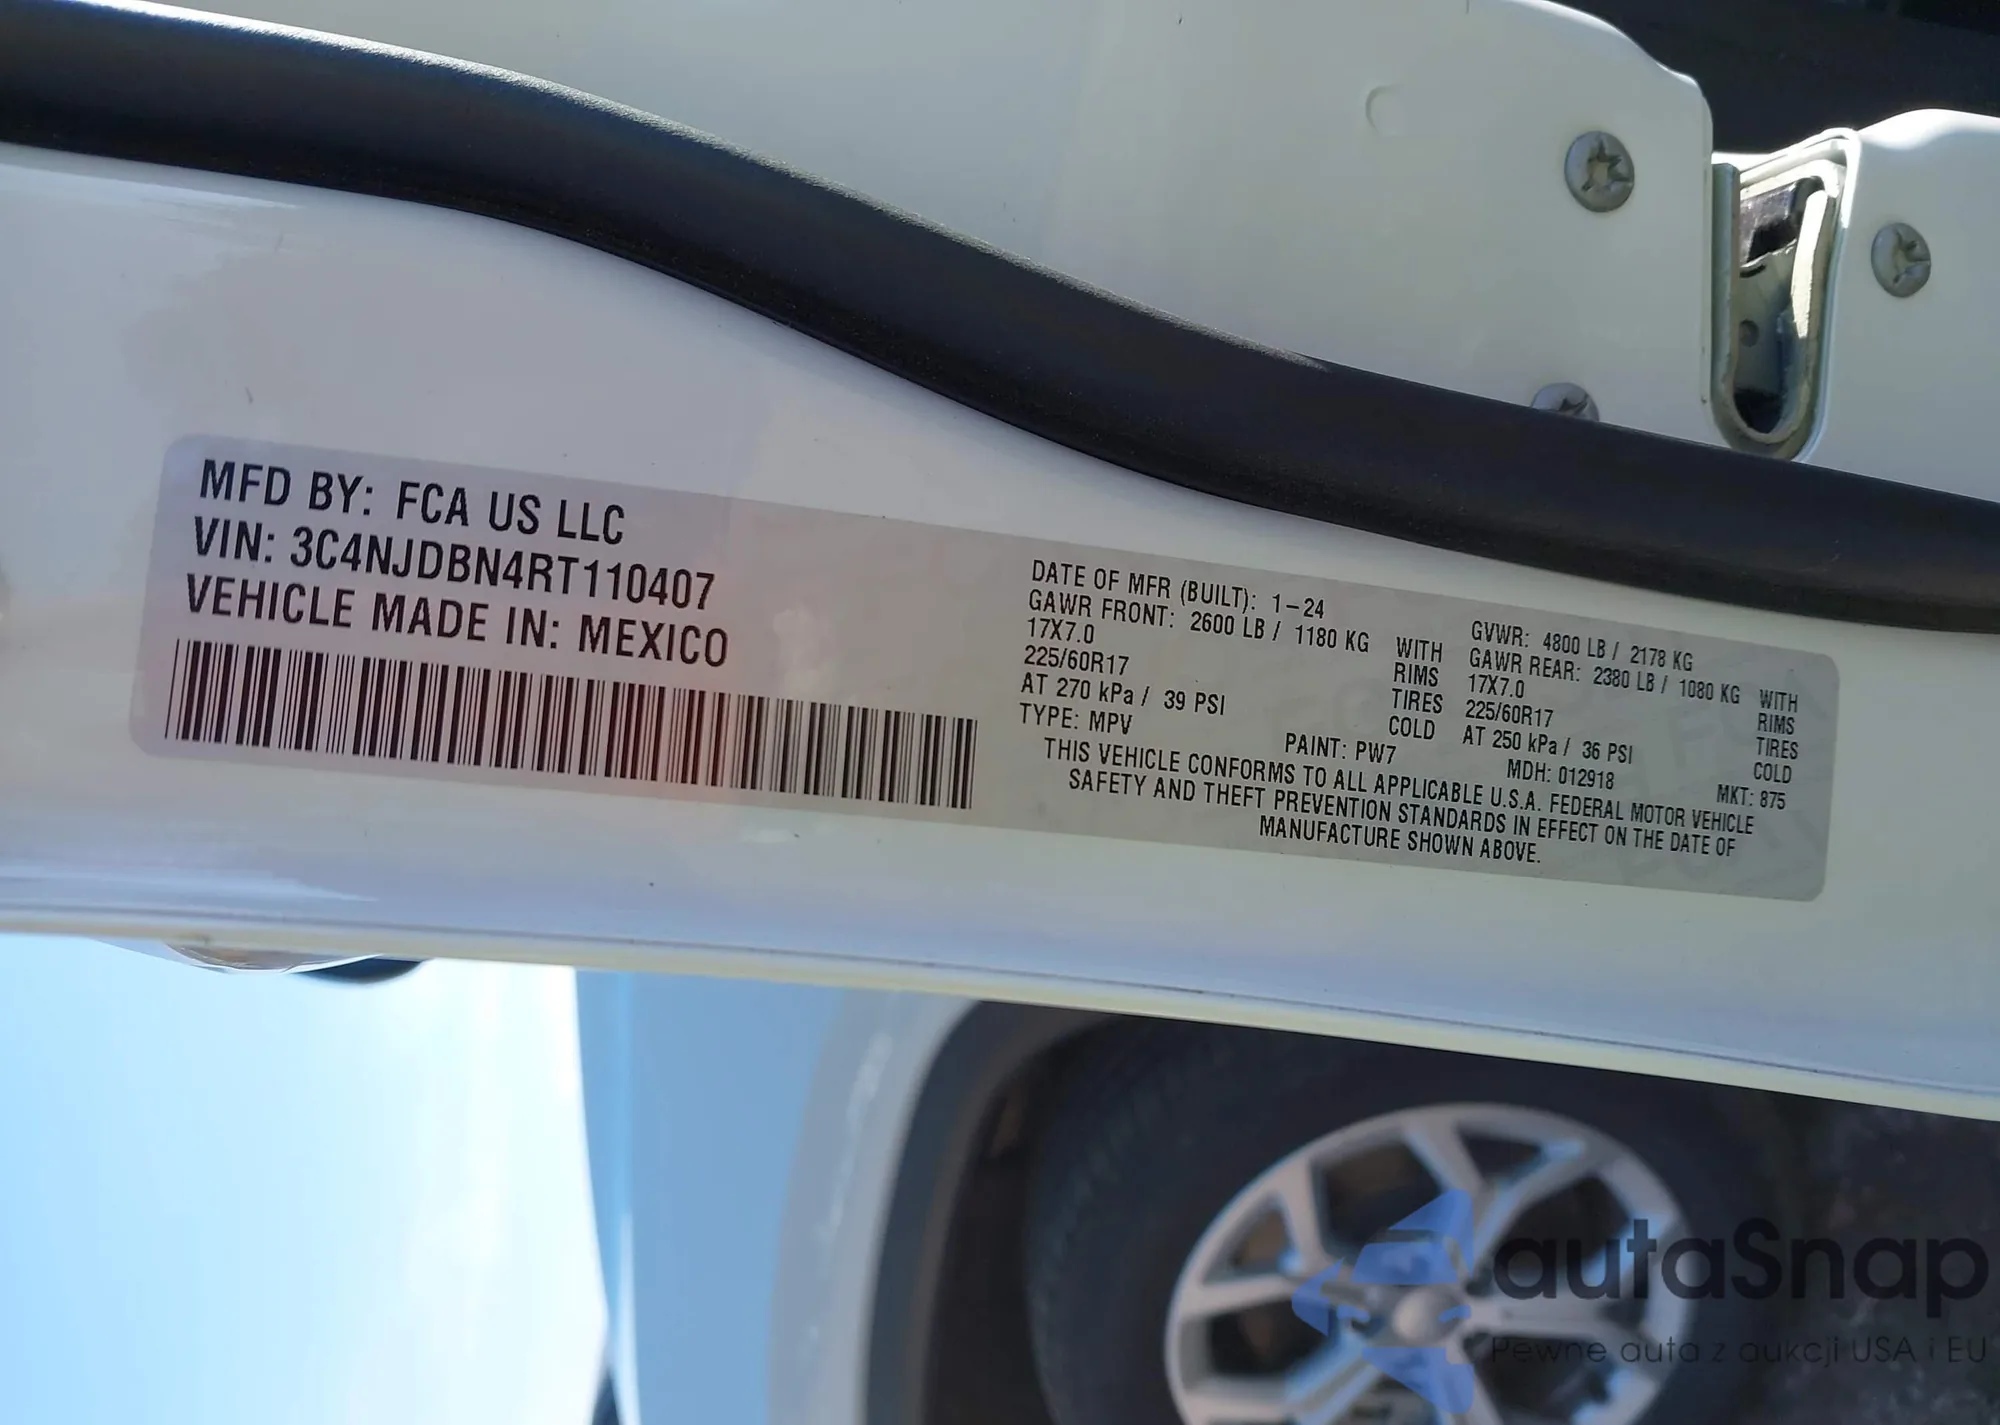 MFD BY: FCA US LLC
VIN: 3C4NJDBN4RT110407
VEHICLE MADE IN: MEXICO
DATE OF MFR (BUILT): 1-24
GAWR FRONT: 2600 LB / 1180 KG WITH
17X7.0 RIMS
225/60R17 TIRES
AT 270 kPa / 39 PSI COLD
GVWR: 4800 LB / 2178 KG
GAWR REAR: 2380 LB / 1080 KG WITH
17X7.0 RIMS
225/60R17 TIRES
AT 250 kPa / 36 PSI COLD
TYPE: MPV PAINT: PW7 MDH: 012918 MKT: 875
THIS VEHICLE CONFORMS TO ALL APPLICABLE U.S.A. FEDERAL MOTOR VEHICLE
SAFETY AND THEFT PREVENTION STANDARDS IN EFFECT ON THE DATE OF
MANUFACTURE SHOWN ABOVE.
autaSnap
Pewne auta z aukcji USA i EU